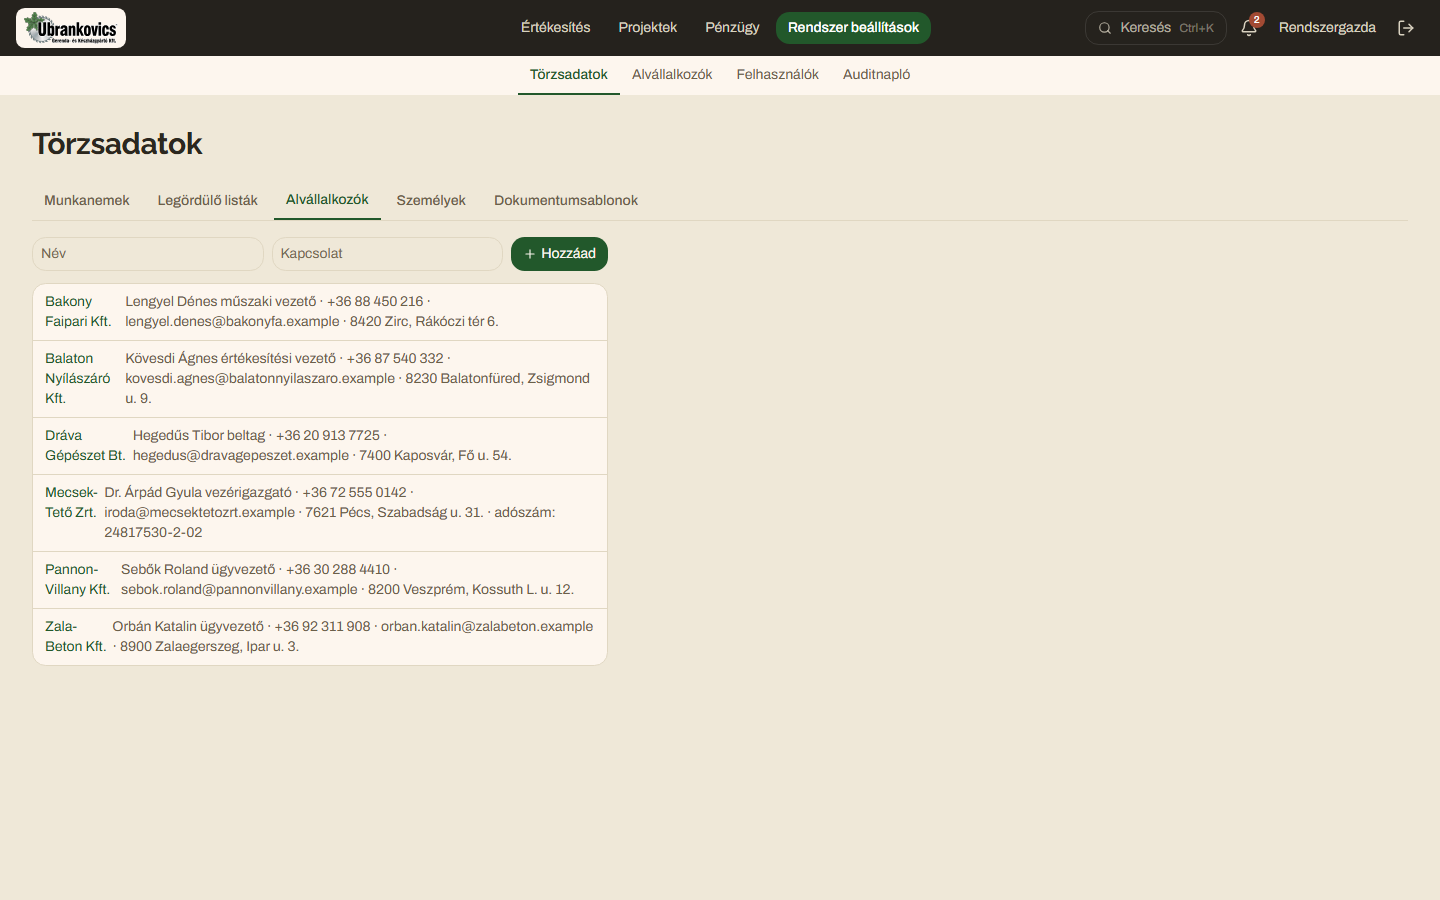 Ubrankovics
Gerenda- és Készházgyártó Kft.
Értékesítés Projektek Pénzügy Rendszer beállítások
Keresés Ctrl+K 2 Rendszergazda
Törzsadatok Alvállalkozók Felhasználók Auditnapló
Törzsadatok
Munkanemek Legördülő listák Alvállalkozók Személyek Dokumentumsablonok
Név Kapcsolat + Hozzáad
Bakony Lengyel Dénes műszaki vezető · +36 88 450 216 ·
Faipari Kft. lengyel.denes@bakonyfa.example · 8420 Zirc, Rákóczi tér 6.
Balaton Kövesdi Ágnes értékesítési vezető · +36 87 540 332 ·
Nyílászáró kovesdi.agnes@balatonnyilaszaro.example · 8230 Balatonfüred, Zsigmond
Kft. u. 9.
Dráva Hegedűs Tibor beltag · +36 20 913 7725 ·
Gépészet Bt. hegedus@dravagepeszet.example · 7400 Kaposvár, Fő u. 54.
Mecsek- Dr. Árpád Gyula vezérigazgató · +36 72 555 0142 ·
Tető Zrt. iroda@mecsektetozrt.example · 7621 Pécs, Szabadság u. 31. · adószám:
24817530-2-02
Pannon- Sebők Roland ügyvezető · +36 30 288 4410 ·
Villany Kft. sebok.roland@pannonvillany.example · 8200 Veszprém, Kossuth L. u. 12.
Zala- Orbán Katalin ügyvezető · +36 92 311 908 · orban.katalin@zalabeton.example
Beton Kft. · 8900 Zalaegerszeg, Ipar u. 3.